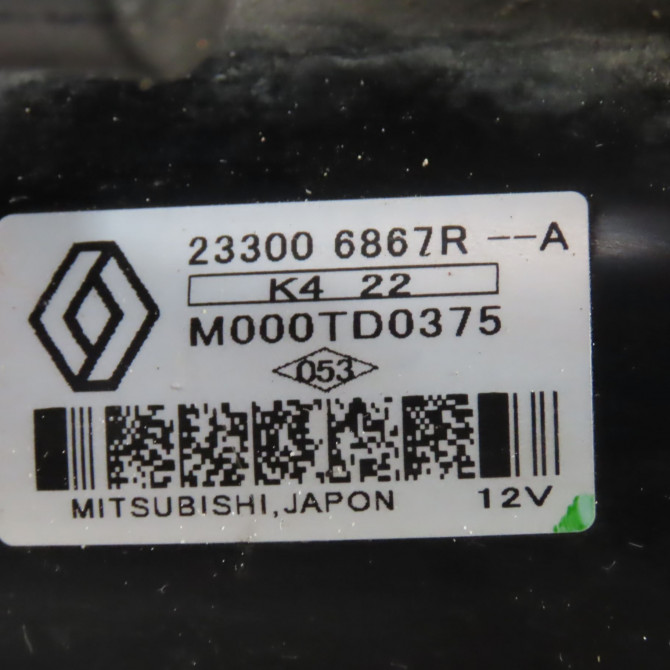 23300 6867R --A
K4 22
M000TD0375
053
MITSUBISHI,JAPON 12V